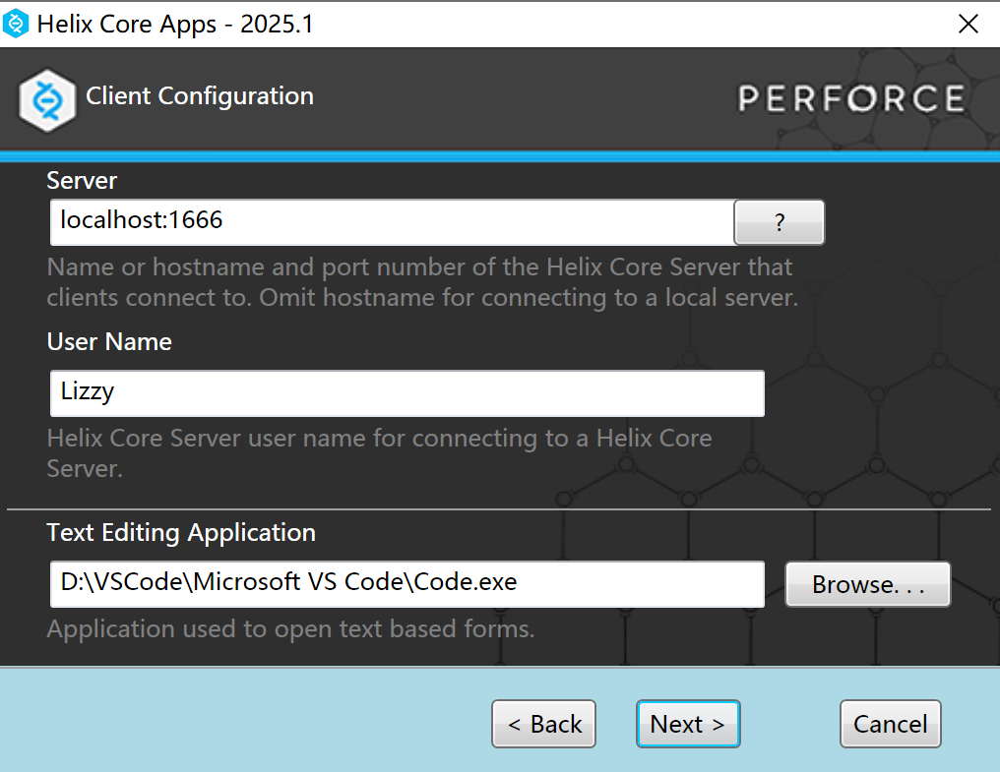 Helix Core Apps - 2025.1
Client Configuration
PERFORCE
Server
localhost:1666
?
Name or hostname and port number of the Helix Core Server that
clients connect to. Omit hostname for connecting to a local server.
User Name
Lizzy
Helix Core Server user name for connecting to a Helix Core
Server.
Text Editing Application
D:\VSCode\Microsoft VS Code\Code.exe
Browse. . .
Application used to open text based forms.
< Back
Next >
Cancel